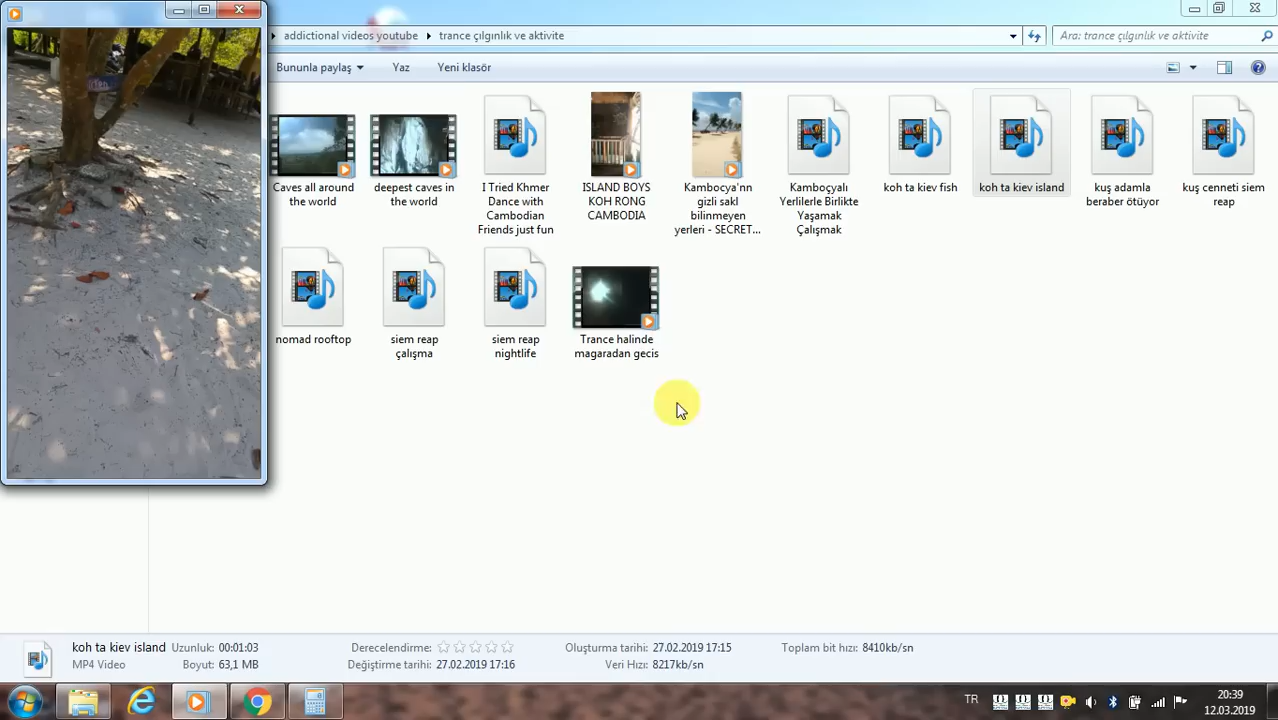 addictional videos youtube
trance çılgınlık ve aktivite
Ara: trance çılgınlık ve aktivite
Bununla paylaş
Yaz
Yeni klasör
Caves all around
the world
deepest caves in
the world
I Tried Khmer
Dance with
Cambodian
Friends just fun
ISLAND BOYS
KOH RONG
CAMBODIA
Kambocya'nn
gizli sakl
bilinmeyen
yerleri - SECRET...
Kamboçyalı
Yerlilerle Birlikte
Yaşamak
Çalışmak
koh ta kiev fish
koh ta kiev island
kuş adamla
beraber ötüyor
kuş cenneti siem
reap
nomad rooftop
siem reap
çalışma
siem reap
nightlife
Trance halinde
magaradan gecis
koh ta kiev island
MP4 Video
Uzunluk: 00:01:03
Boyut: 63,1 MB
Derecelendirme:
Değiştirme tarihi: 27.02.2019 17:16
Oluşturma tarihi: 27.02.2019 17:15
Veri Hızı: 8217kb/sn
Toplam bit hızı: 8410kb/sn
TR
20:39
12.03.2019